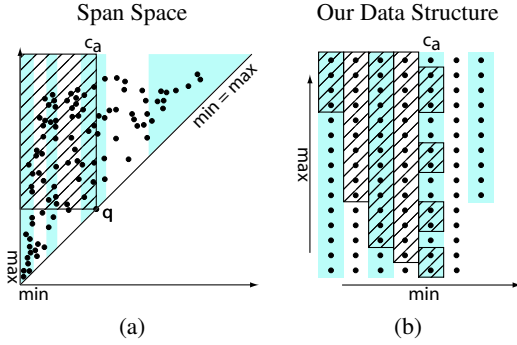 Span Space
Our Data Structure
c_a
min = max
max
q
min
c_a
max
min
(a)
(b)